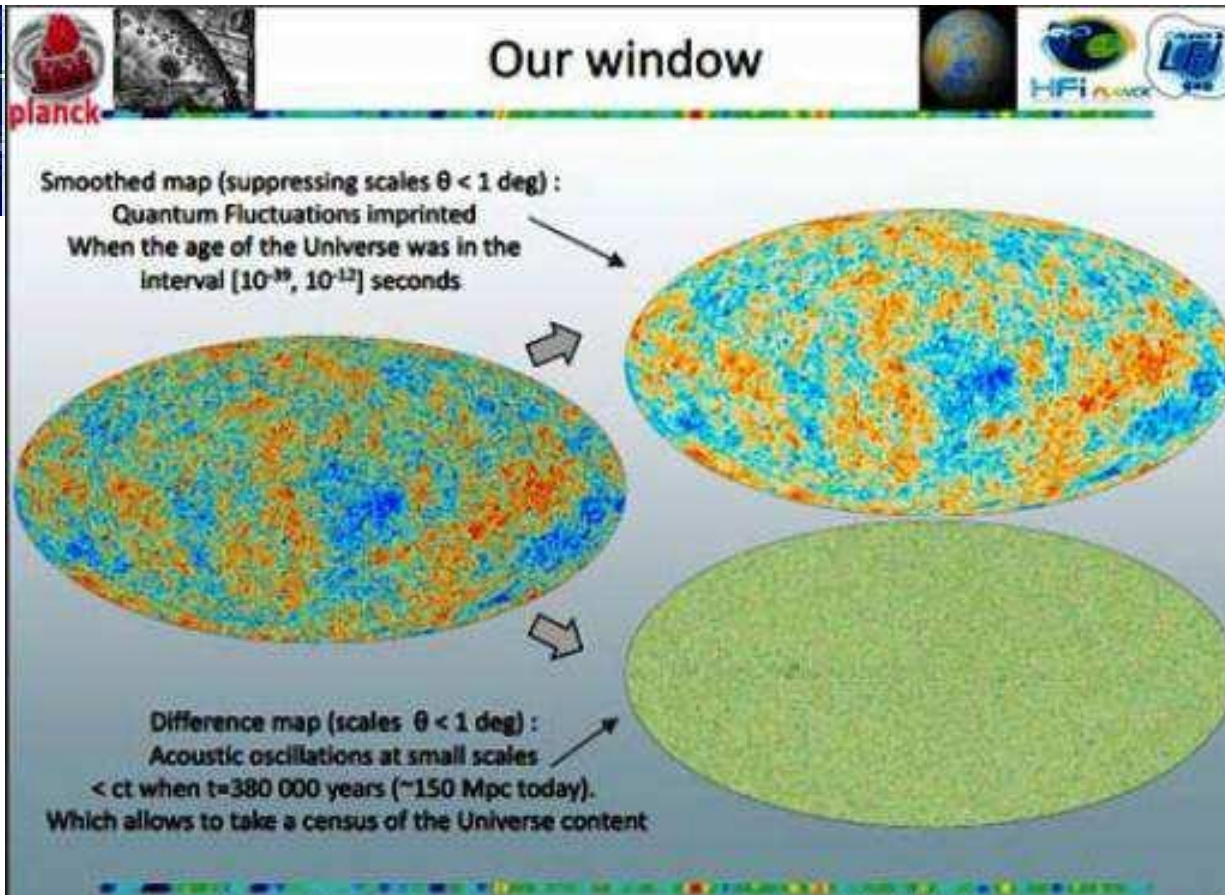 Our window
planck
HFi PLANCK
LFi
Smoothed map (suppressing scales θ < 1 deg) :
Quantum Fluctuations imprinted
When the age of the Universe was in the
interval [10⁻³⁹, 10⁻¹²] seconds
Difference map (scales θ < 1 deg) :
Acoustic oscillations at small scales
< ct when t=380 000 years (~150 Mpc today).
Which allows to take a census of the Universe content